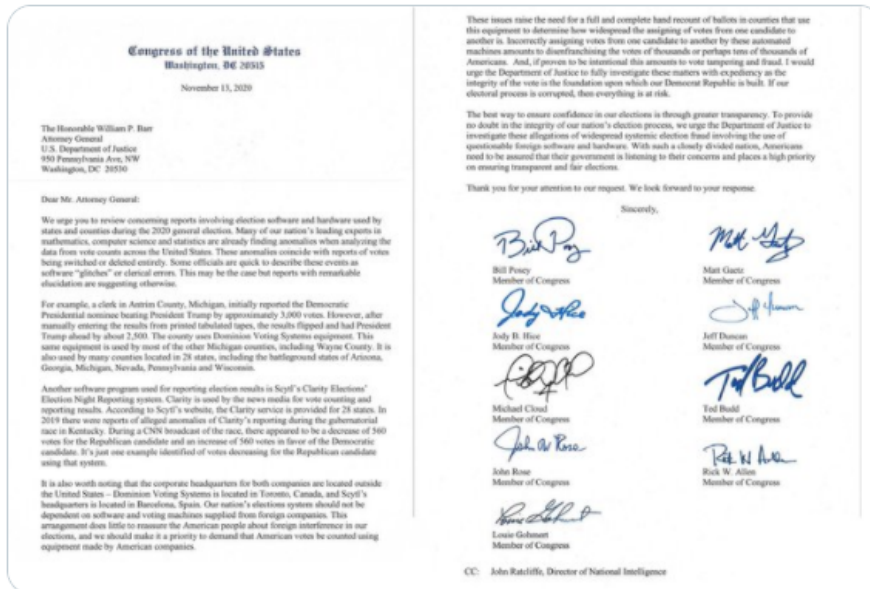 Congress of the United States
Washington, DC 20515
November 13, 2020
The Honorable William P. Barr
Attorney General
U.S. Department of Justice
950 Pennsylvania Ave, NW
Washington, DC 20530
Dear Mr. Attorney General:
We urge you to review concerning reports involving election software and hardware used by
states and counties during the 2020 general election. Many of our nation's leading experts in
mathematics, computer science and statistics are already finding anomalies when analyzing the
data from vote counts across the United States. These anomalies coincide with reports of votes
being switched or deleted entirely. Some officials are quick to describe these events as
software "glitches" or clerical errors. This may be the case but reports with remarkable
elucidation are suggesting otherwise.
For example, a clerk in Antrim County, Michigan, initially reported the Democratic
Presidential nominee beating President Trump by approximately 3,000 votes. However, after
manually entering the results from printed tabulated tapes, the results flipped and had President
Trump ahead by about 2,500. The county uses Dominion Voting Systems equipment. This
same equipment is used by most of the other Michigan counties, including Wayne County. It is
also used by many counties located in 28 states, including the battleground states of Arizona,
Georgia, Michigan, Nevada, Pennsylvania and Wisconsin.
Another software program used for reporting election results is Scytl's Clarity Elections'
Election Night Reporting system. Clarity is used by the news media for vote counting and
reporting results. According to Scytl's website, the Clarity service is provided for 28 states. In
2019 there were reports of alleged anomalies of Clarity's reporting during the gubernatorial
race in Kentucky. During a CNN broadcast of the race, there appeared to be a decrease of 560
votes for the Republican candidate and an increase of 560 votes in favor of the Democratic
candidate. It's just one example identified of votes decreasing for the Republican candidate
using that system.
It is also worth noting that the corporate headquarters for both companies are located outside
the United States – Dominion Voting Systems is located in Toronto, Canada, and Scytl's
headquarters is located in Barcelona, Spain. Our nation's elections system should not be
dependent on software and voting machines supplied from foreign companies. This
arrangement does little to reassure the American people about foreign interference in our
elections, and we should make it a priority to demand that American votes be counted using
equipment made by American companies.
These issues raise the need for a full and complete hand recount of ballots in counties that use
this equipment to determine how widespread the assigning of votes from one candidate to
another is. Incorrectly assigning votes from one candidate to another by these automated
machines amounts to disenfranchising the votes of thousands or perhaps tens of thousands of
Americans. And, if proven to be intentional this amounts to vote tampering and fraud. I would
urge the Department of Justice to fully investigate these matters with expediency as the
integrity of the vote is the foundation upon which our Democrat Republic is built. If our
electoral process is corrupted, then everything is at risk.
The best way to ensure confidence in our elections is through greater transparency. To provide
no doubt in the integrity of our nation's election process, we urge the Department of Justice to
investigate these allegations of widespread systemic election fraud involving the use of
questionable foreign software and hardware. With such a closely divided nation, Americans
need to be assured that their government is listening to their concerns and places a high priority
on ensuring transparent and fair elections.
Thank you for your attention to our request. We look forward to your response.
Sincerely,
Bill Posey
Member of Congress
Matt Gaetz
Member of Congress
Jody B. Hice
Member of Congress
Jeff Duncan
Member of Congress
Michael Cloud
Member of Congress
Ted Budd
Member of Congress
John Rose
Member of Congress
Rick W. Allen
Member of Congress
Louie Gohmert
Member of Congress
CC: John Ratcliffe, Director of National Intelligence